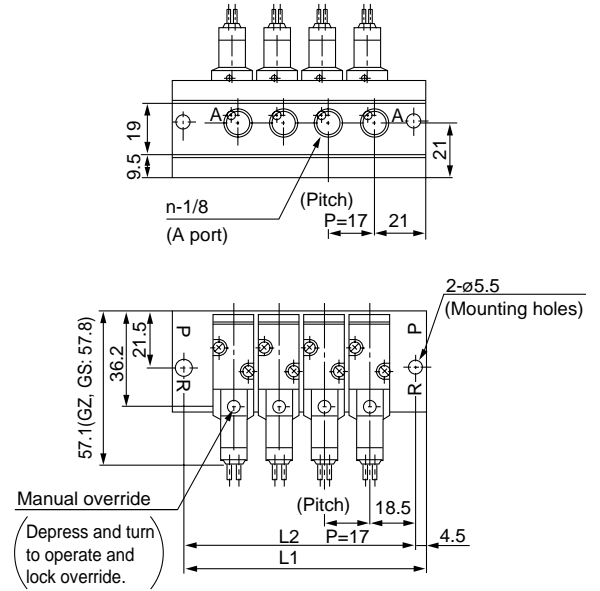 A
A
19
9.5
21
n-1/8
(A port)
(Pitch)
P=17
21
2-ø5.5
(Mounting holes)
57.1(GZ, GS: 57.8)
36.2
21.5
P
R
P
R
Manual override
(Depress and turn
to operate and
lock override.)
(Pitch)
P=17
18.5
4.5
L2
L1